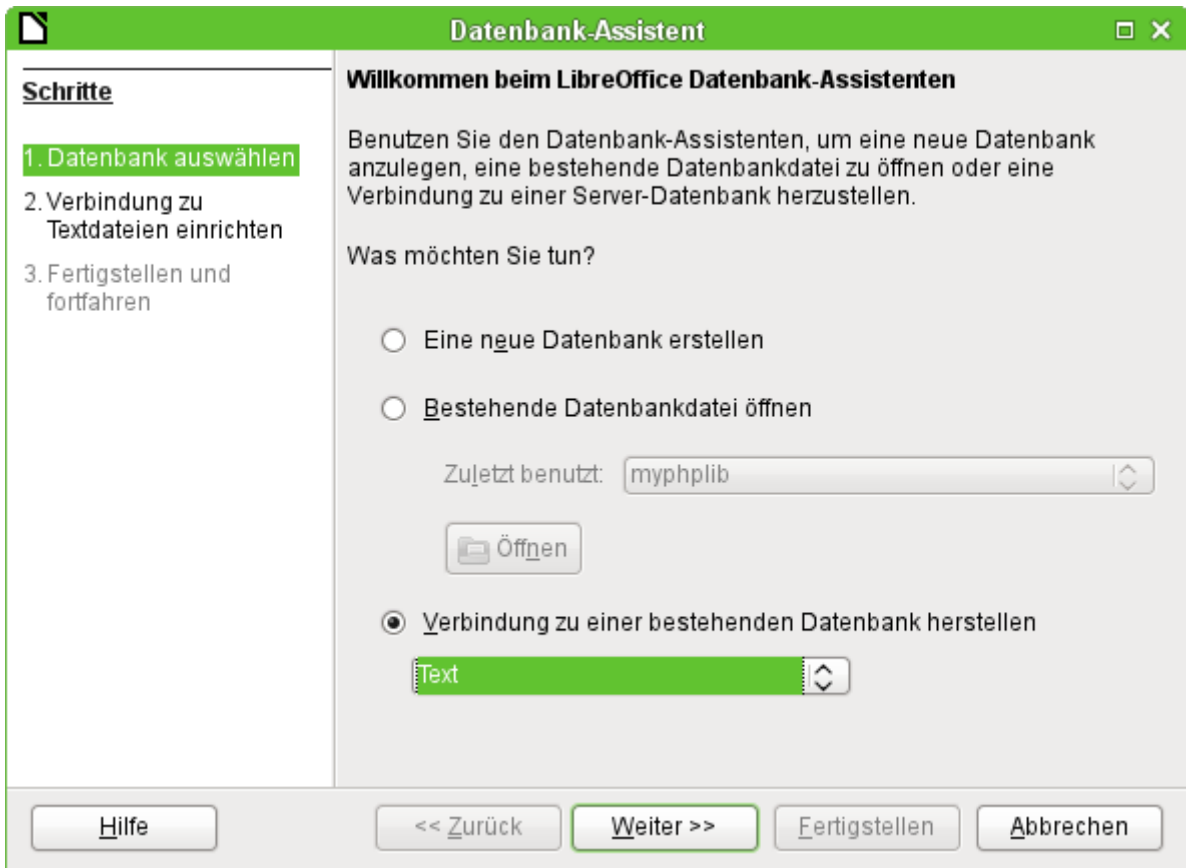 Datenbank-Assistent
Schritte
1. Datenbank auswählen
2. Verbindung zu
Textdateien einrichten
3. Fertigstellen und
fortfahren
Willkommen beim LibreOffice Datenbank-Assistenten
Benutzen Sie den Datenbank-Assistenten, um eine neue Datenbank
anzulegen, eine bestehende Datenbankdatei zu öffnen oder eine
Verbindung zu einer Server-Datenbank herzustellen.
Was möchten Sie tun?
Eine neue Datenbank erstellen
Bestehende Datenbankdatei öffnen
Zuletzt benutzt: myphplib
Öffnen
Verbindung zu einer bestehenden Datenbank herstellen
Text
Hilfe << Zurück Weiter >> Fertigstellen Abbrechen